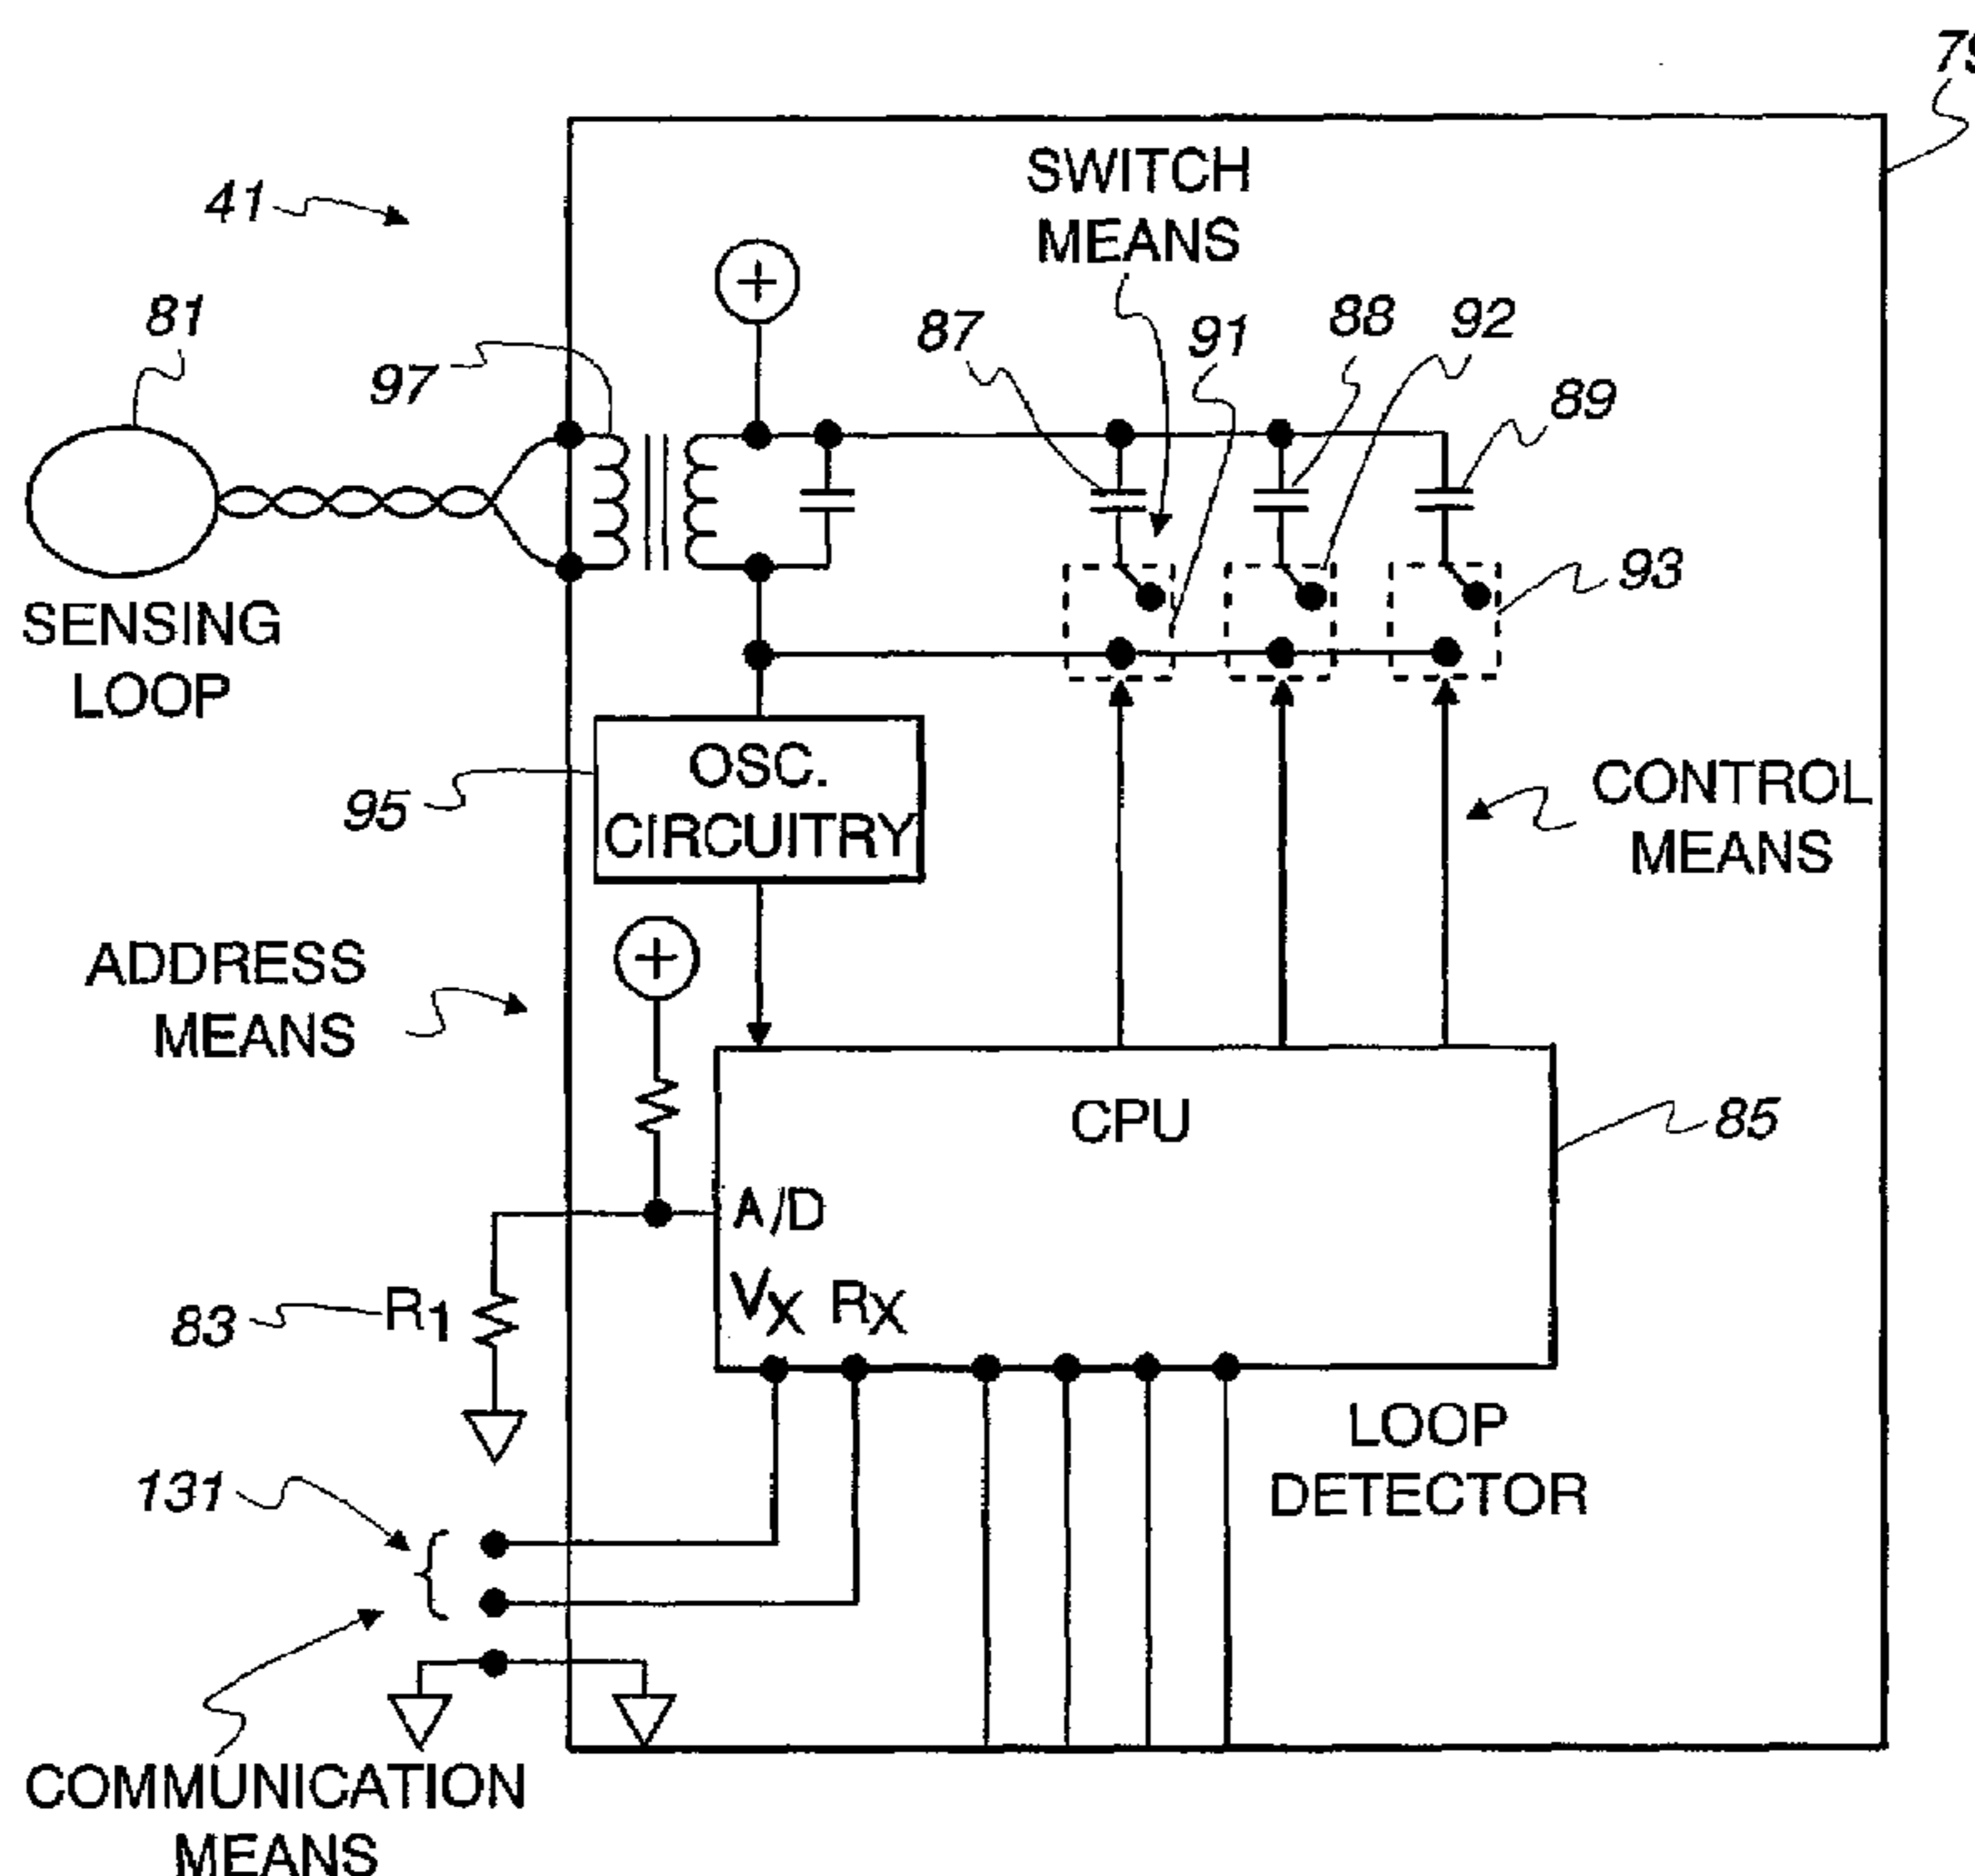 79
SWITCH
MEANS
41
81
97
87
91
88
92
89
93
SENSING
LOOP
OSC.
CIRCUITRY
95
CONTROL
MEANS
ADDRESS
MEANS
CPU
85
A/D
VX RX
83
R1
LOOP
DETECTOR
131
COMMUNICATION
MEANS